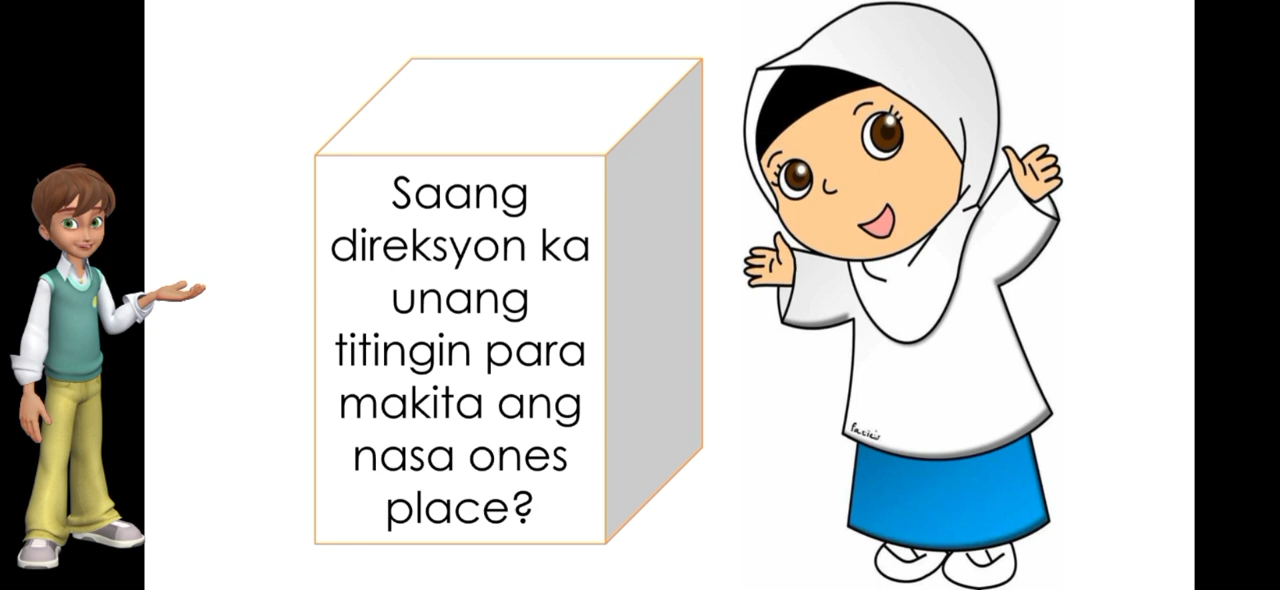 Saang
direksyon ka
unang
titingin para
makita ang
nasa ones
place?